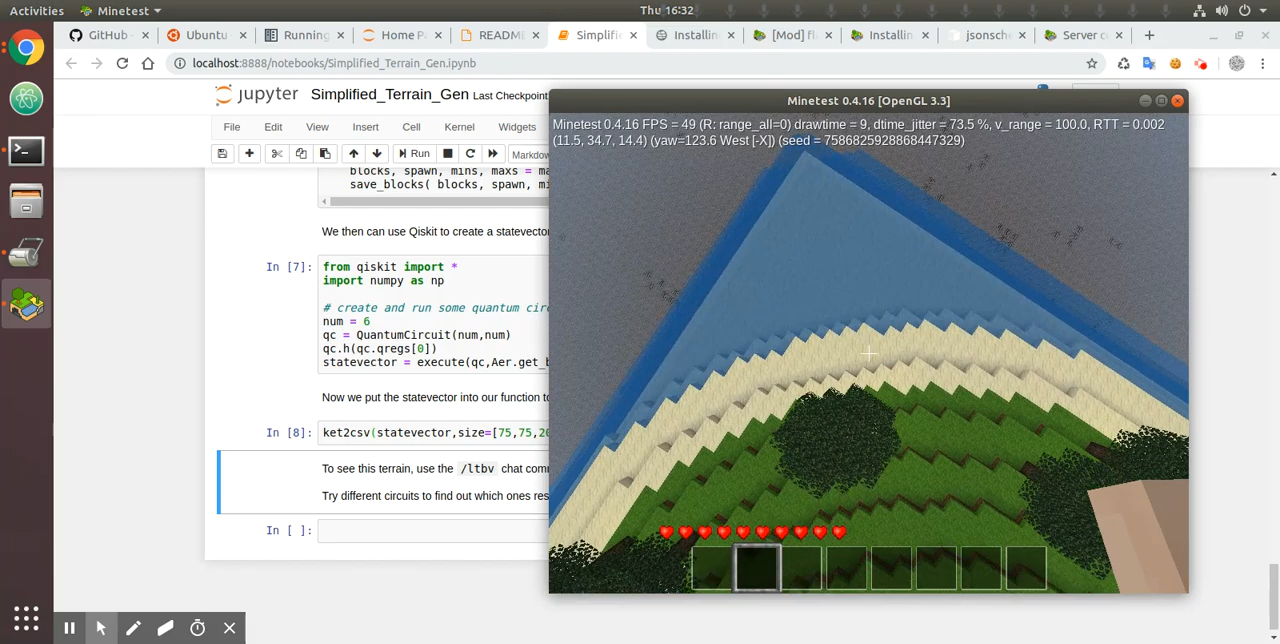 Activities Minetest Thu 16:32
GitHub - Ubuntu Running Home P READM Simplifi Installin [Mod] fl Installin jsonsch Server c
localhost:8888/notebooks/Simplified_Terrain_Gen.ipynb
jupyter Simplified_Terrain_Gen Last Checkpoint:
File Edit View Insert Cell Kernel Widgets
Run Markdow
blocks, spawn, mins, maxs =
save_blocks( blocks, spawn, mi
We then can use Qiskit to create a statevector
In [7]: from qiskit import *
import numpy as np
# create and run some quantum cir
num = 6
qc = QuantumCircuit(num,num)
qc.h(qc.qregs[0])
statevector = execute(qc,Aer.get_b
Now we put the statevector into our function to
In [8]: ket2csv(statevector,size=[75,75,20
To see this terrain, use the /ltbv chat comm
Try different circuits to find out which ones res
In [ ]:
Minetest 0.4.16 [OpenGL 3.3]
Minetest 0.4.16 FPS = 49 (R: range_all=0) drawtime = 9, dtime_jitter = 73.5 %, v_range = 100.0, RTT = 0.002
(11.5, 34.7, 14.4) (yaw=123.6 West [-X]) (seed = 7586825928868447329)